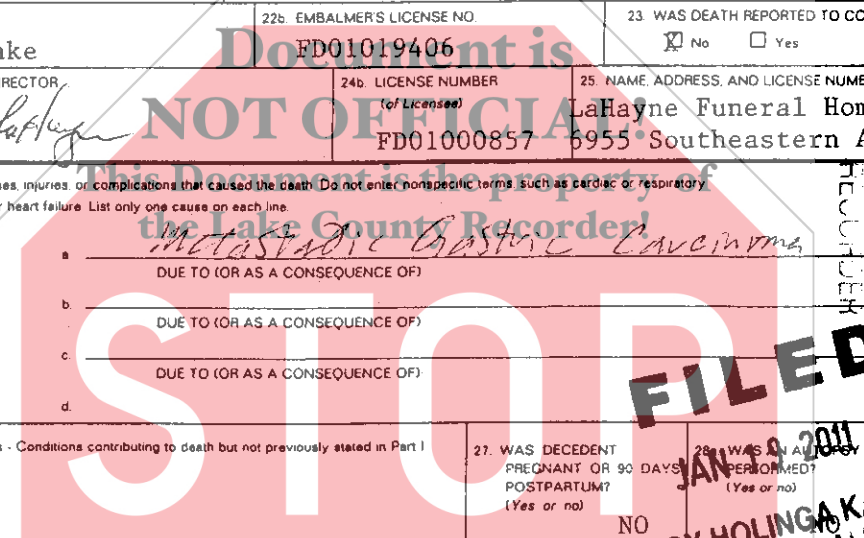 22b. EMBALMER'S LICENSE NO.
23. WAS DEATH REPORTED TO CO
ke
FD01019406
No
Yes
Document is
RECTOR
24b. LICENSE NUMBER
25. NAME, ADDRESS, AND LICENSE NUME
(of Licensee)
LaHayne Funeral Hom
NOT OFFICIAL!
FD01000857
6955 Southeastern A
This Document is the property of
ses, injuries, or complications that caused the death. Do not enter nonspecific terms, such as cardiac or respiratory
heart failure. List only one cause on each line.
the Lake County Recorder!
a Metastatic Gastric Carcinoma
DUE TO (OR AS A CONSEQUENCE OF)
b.
DUE TO (OR AS A CONSEQUENCE OF)
c.
DUE TO (OR AS A CONSEQUENCE OF)
d.
STOP
RECORDER
FILED
- Conditions contributing to death but not previously stated in Part I
27. WAS DECEDENT
PREGNANT OR 90 DAYS
POSTPARTUM?
(Yes or no)
NO
28. WAS AN AUTOPSY
PERFORMED?
(Yes or no)
NO
JAN 19 2011
HOLINGA KA